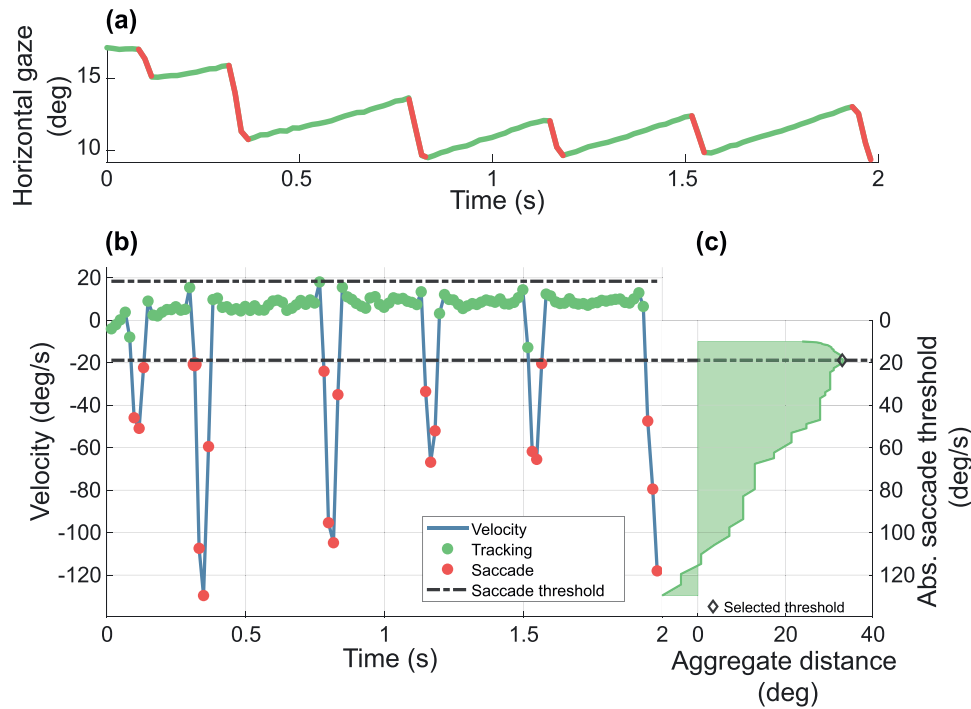 (a)
Horizontal gaze
(deg)
15
10
0
0.5
1
1.5
2
Time (s)
(b)
(c)
20
0
-20
-40
-60
-80
-100
-120
Velocity (deg/s)
Velocity
Tracking
Saccade
Saccade threshold
0
0.5
1
1.5
2
Time (s)
0
20
40
60
80
100
120
Abs. saccade threshold
(deg/s)
Selected threshold
0
20
40
Aggregate distance
(deg)